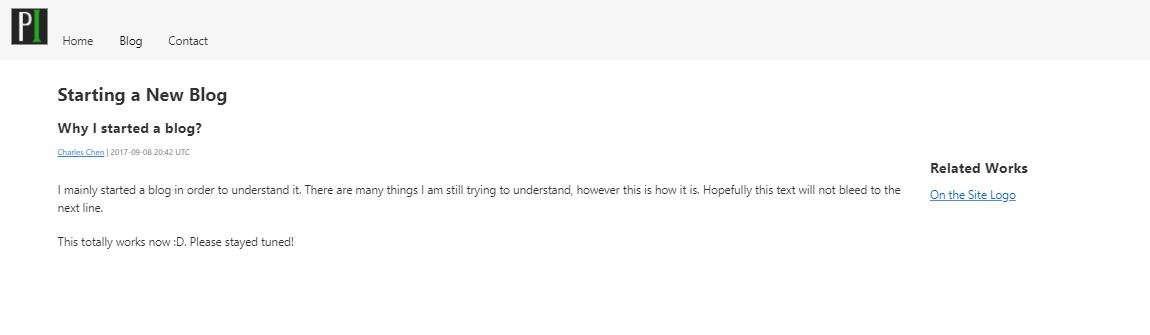 PI
Home Blog Contact
Starting a New Blog
Why I started a blog?
Charles Chen | 2017-09-08 20:42 UTC
I mainly started a blog in order to understand it. There are many things I am still trying to understand, however this is how it is. Hopefully this text will not bleed to the
next line.
This totally works now :D. Please stayed tuned!
Related Works
On the Site Logo